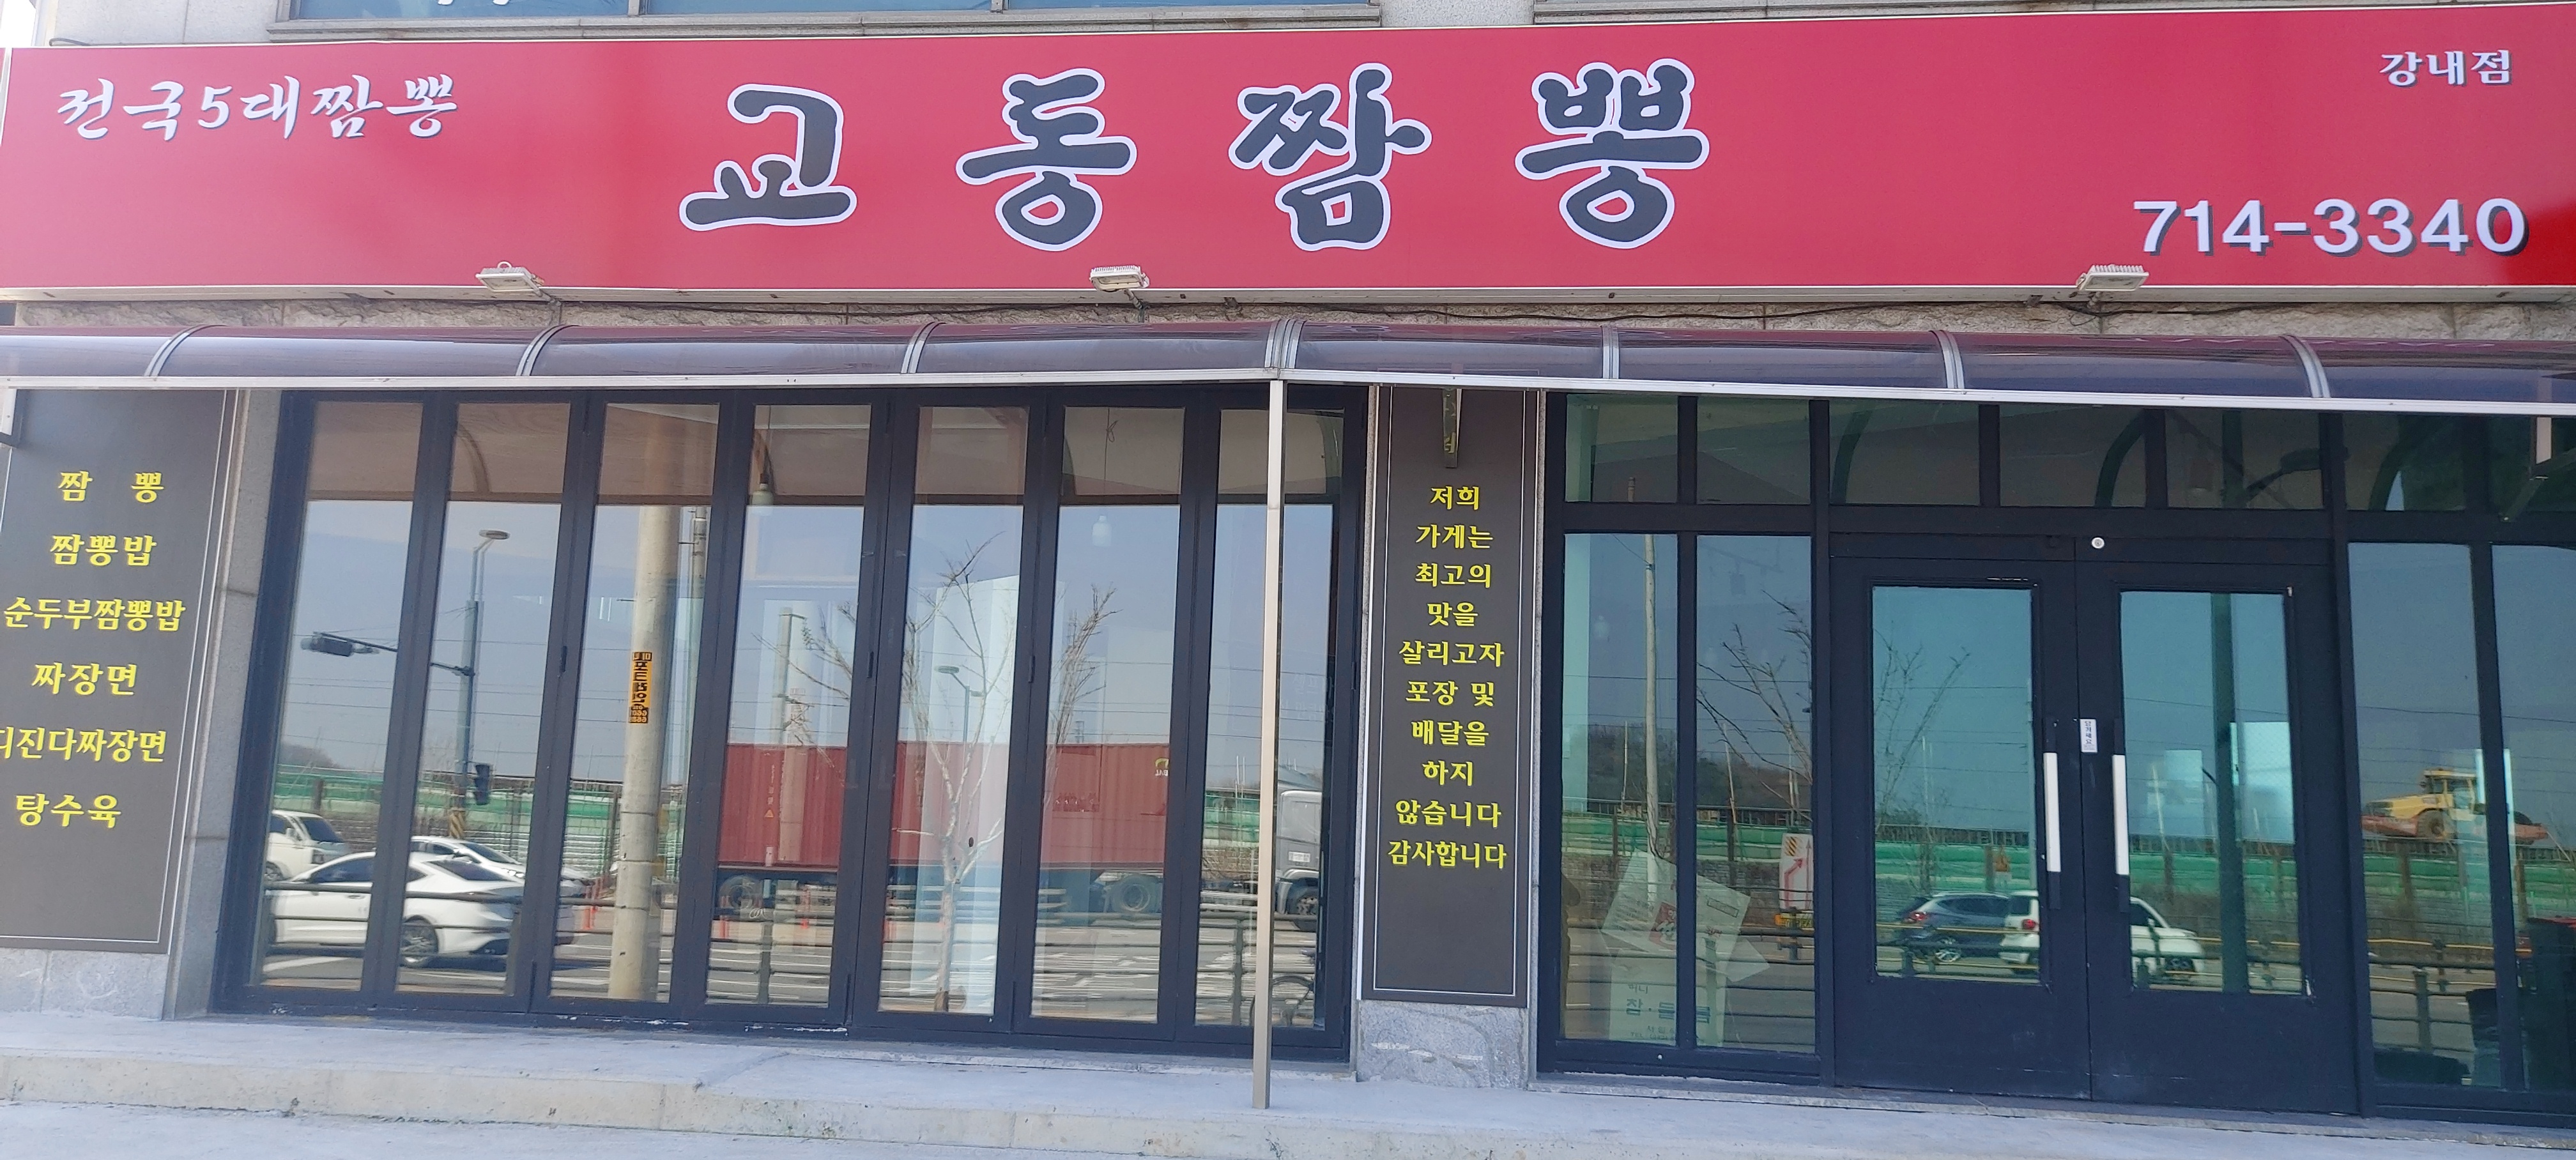 전국5대짬뽕
교동짬뽕
강내점
714-3340
짬 뽕
짬뽕밥
순두부짬뽕밥
짜장면
디진다짜장면
탕수육
저희
가게는
최고의
맛을
살리고자
포장 및
배달을
하지
않습니다
감사합니다